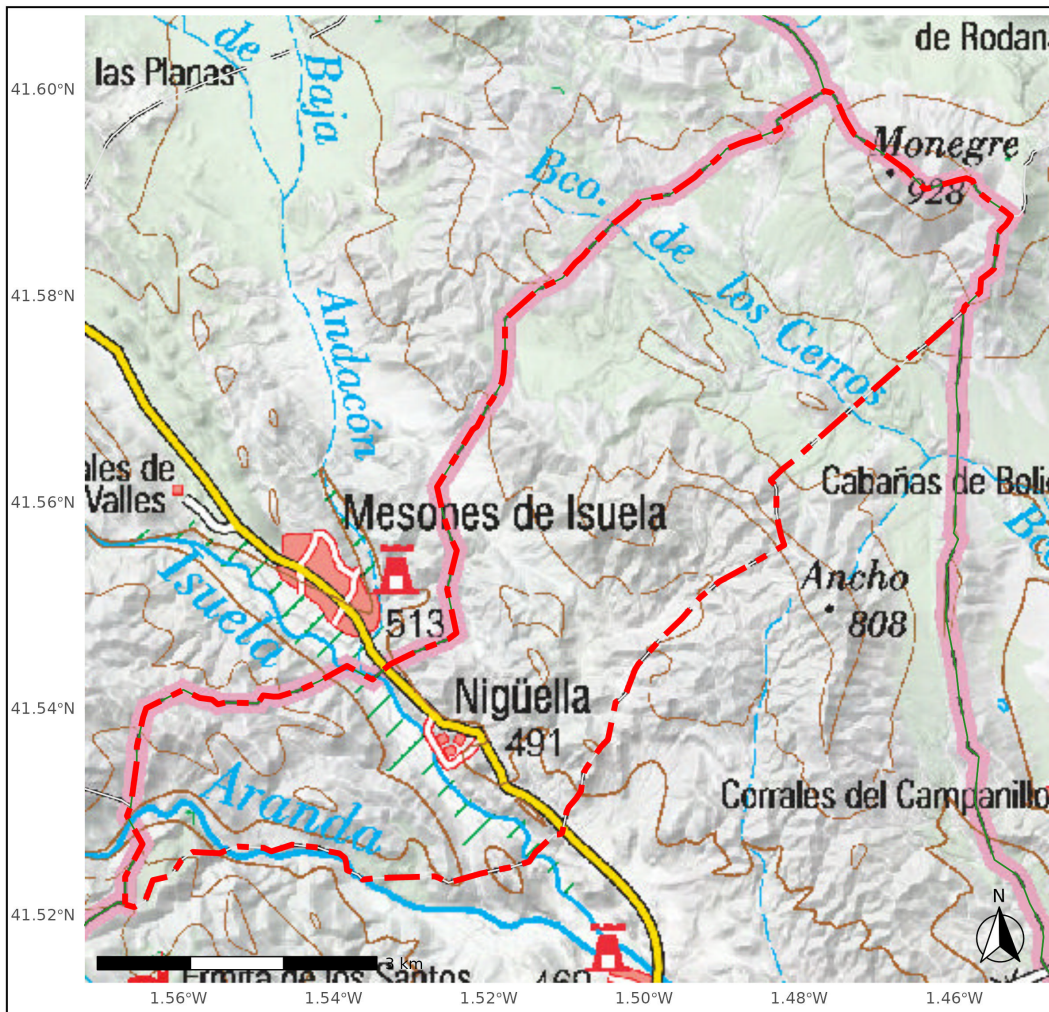 de Rodan
las Planas
de
Baja
41.60°N
Monegre
928
Bco.
de
los Cerros
41.58°N
Andacón
ales de
Valles
41.56°N
Cabañas de Boli
Mesones de Isuela
Isuela
Ancho
808
513
Nigüella
491
41.54°N
Aranda
Corrales del Campanillo
41.52°N
N
3 km
Ermita de los Santos
460
1.56°W
1.54°W
1.52°W
1.50°W
1.48°W
1.46°W